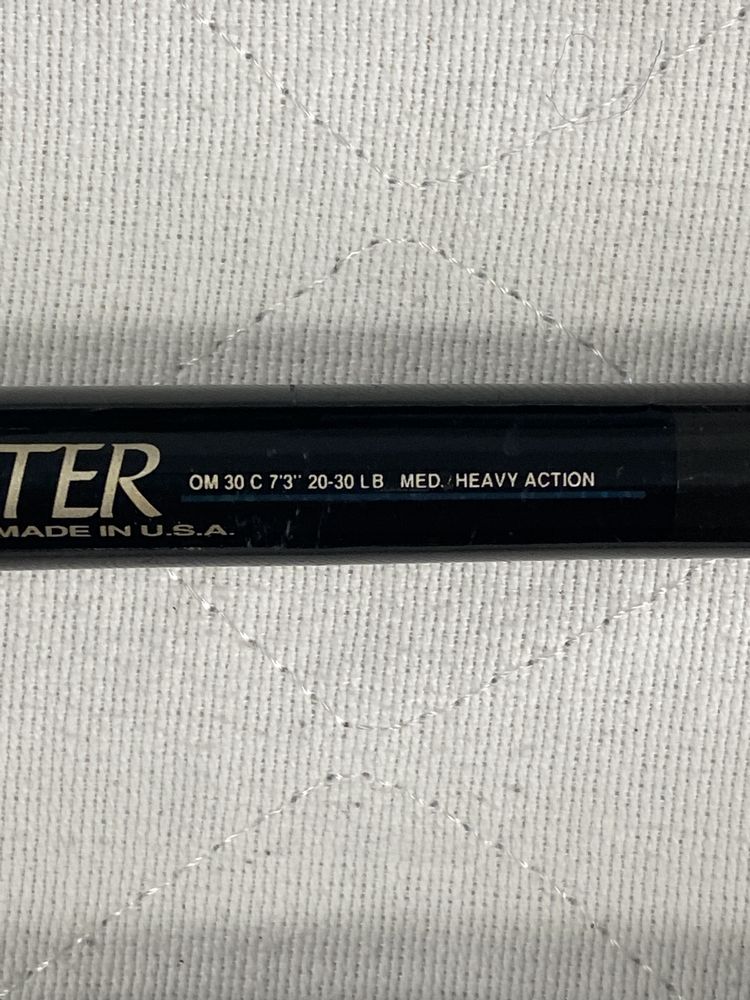 TER
OM 30 C 7'3" 20-30 LB MED. HEAVY ACTION
MADE IN U.S.A.